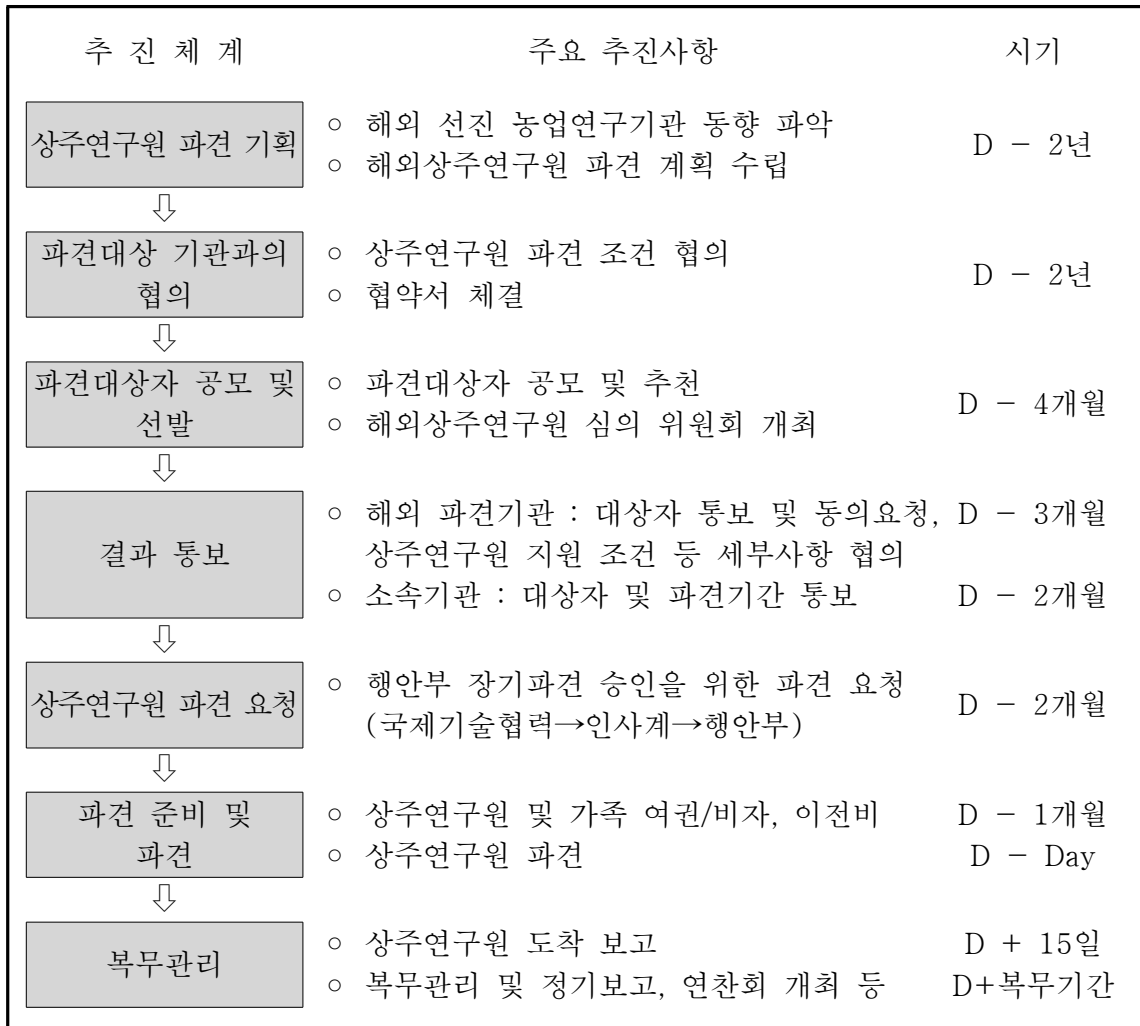 추 진 체 계 주요 추진사항 시기
상주연구원 파견 기획
○ 해외 선진 농업연구기관 동향 파악
○ 해외상주연구원 파견 계획 수립
D - 2년
⇩
파견대상 기관과의
협의
○ 상주연구원 파견 조건 협의
○ 협약서 체결
D - 2년
⇩
파견대상자 공모 및
선발
○ 파견대상자 공모 및 추천
○ 해외상주연구원 심의 위원회 개최
D - 4개월
⇩
결과 통보
○ 해외 파견기관 : 대상자 통보 및 동의요청, D - 3개월
상주연구원 지원 조건 등 세부사항 협의
○ 소속기관 : 대상자 및 파견기간 통보 D - 2개월
⇩
상주연구원 파견 요청
○ 행안부 장기파견 승인을 위한 파견 요청
(국제기술협력→인사계→행안부)
D - 2개월
⇩
파견 준비 및
파견
○ 상주연구원 및 가족 여권/비자, 이전비 D - 1개월
○ 상주연구원 파견 D - Day
⇩
복무관리
○ 상주연구원 도착 보고 D + 15일
○ 복무관리 및 정기보고, 연찬회 개최 등 D+복무기간